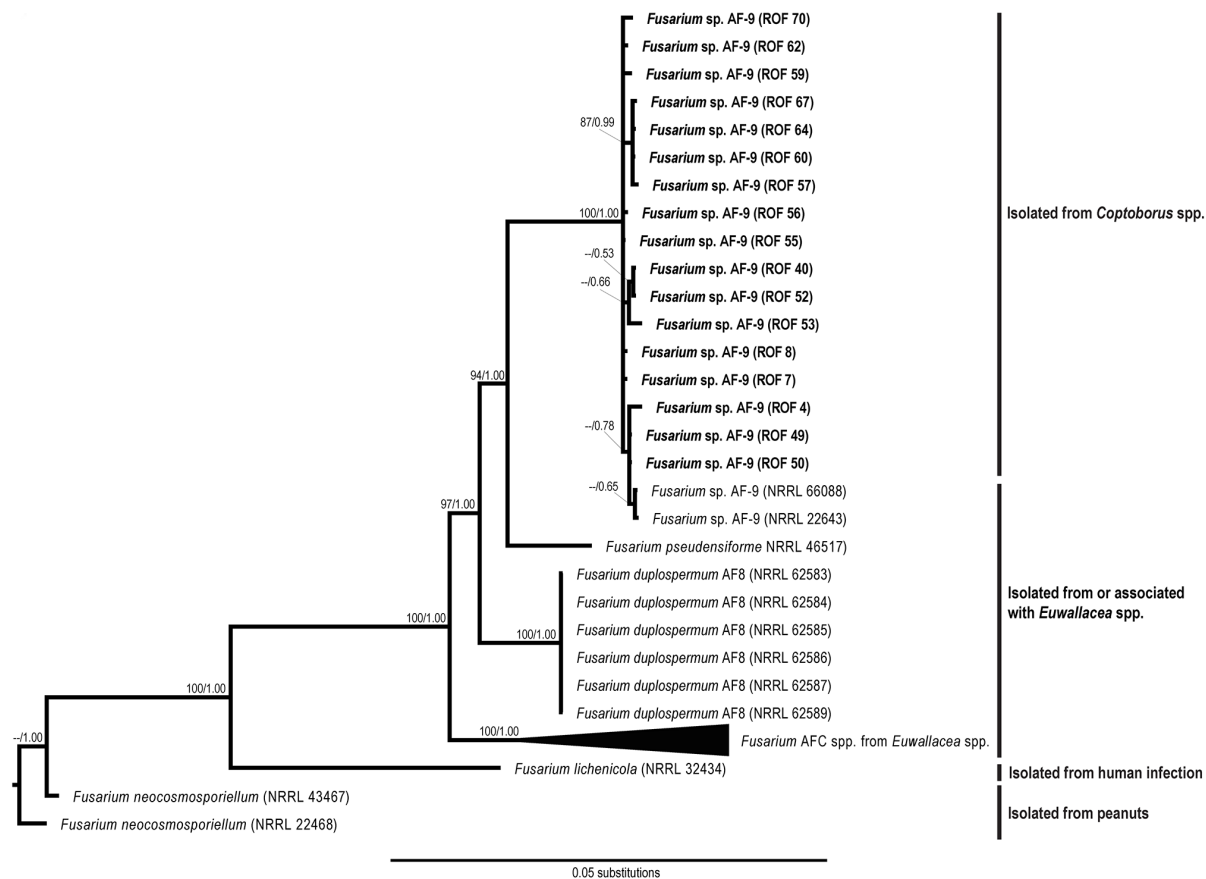 Fusarium sp. AF-9 (ROF 70)
Fusarium sp. AF-9 (ROF 62)
Fusarium sp. AF-9 (ROF 59)
Fusarium sp. AF-9 (ROF 67)
87/0.99
Fusarium sp. AF-9 (ROF 64)
Fusarium sp. AF-9 (ROF 60)
Fusarium sp. AF-9 (ROF 57)
100/1.00
Fusarium sp. AF-9 (ROF 56)
Isolated from Coptoborus spp.
Fusarium sp. AF-9 (ROF 55)
--/0.53
Fusarium sp. AF-9 (ROF 40)
--/0.66
Fusarium sp. AF-9 (ROF 52)
Fusarium sp. AF-9 (ROF 53)
Fusarium sp. AF-9 (ROF 8)
94/1.00
Fusarium sp. AF-9 (ROF 7)
Fusarium sp. AF-9 (ROF 4)
--/0.78
Fusarium sp. AF-9 (ROF 49)
Fusarium sp. AF-9 (ROF 50)
--/0.65
Fusarium sp. AF-9 (NRRL 66088)
97/1.00
Fusarium sp. AF-9 (NRRL 22643)
Fusarium pseudensiforme NRRL 46517)
Fusarium duplospermum AF8 (NRRL 62583)
Isolated from or associated
with Euwallacea spp.
Fusarium duplospermum AF8 (NRRL 62584)
100/1.00
Fusarium duplospermum AF8 (NRRL 62585)
100/1.00
Fusarium duplospermum AF8 (NRRL 62586)
Fusarium duplospermum AF8 (NRRL 62587)
100/1.00
Fusarium duplospermum AF8 (NRRL 62589)
100/1.00
Fusarium AFC spp. from Euwallacea spp.
--/1.00
Fusarium lichenicola (NRRL 32434)
Isolated from human infection
Fusarium neocosmosporiellum (NRRL 43467)
Isolated from peanuts
Fusarium neocosmosporiellum (NRRL 22468)
0.05 substitutions